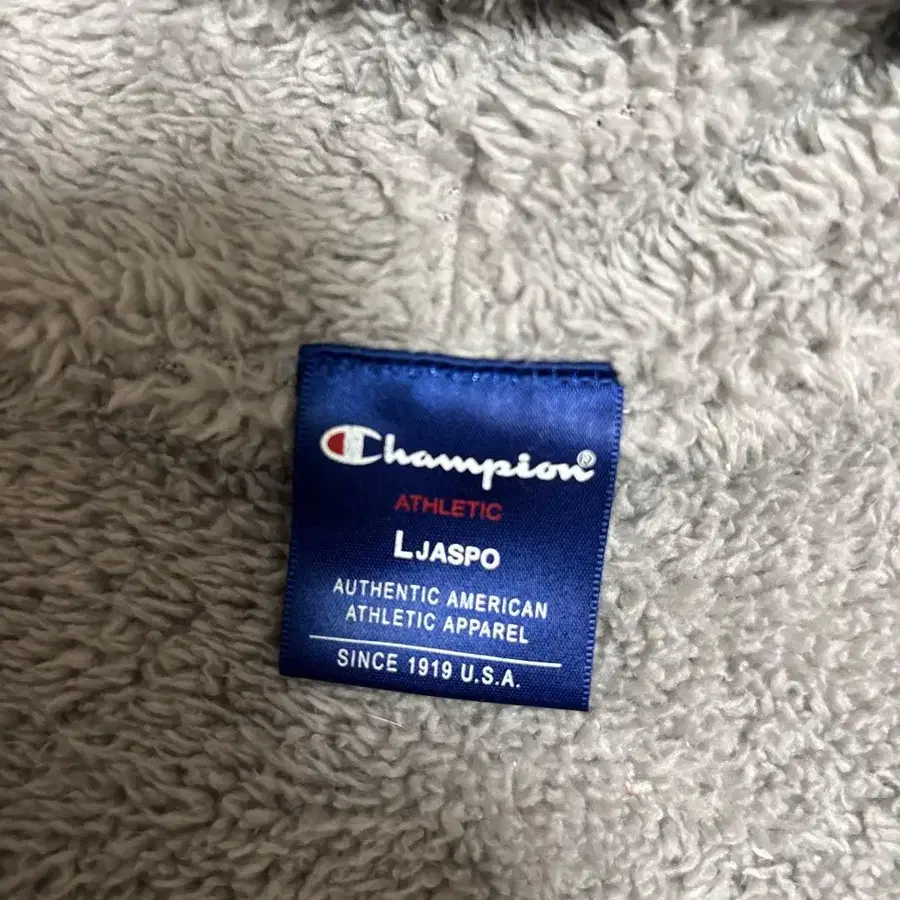 Champion®
ATHLETIC
L JASPO
AUTHENTIC AMERICAN
ATHLETIC APPAREL
SINCE 1919 U.S.A.